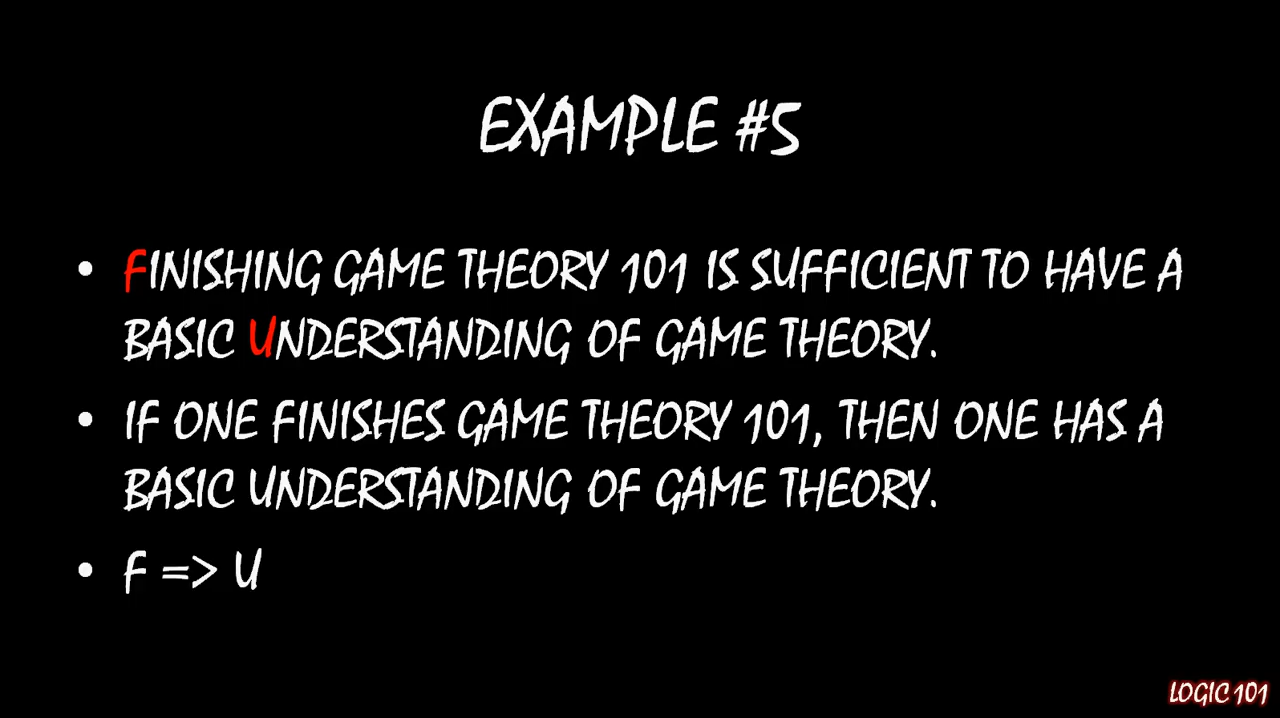 EXAMPLE #5
• FINISHING GAME THEORY 101 IS SUFFICIENT TO HAVE A
BASIC UNDERSTANDING OF GAME THEORY.
• IF ONE FINISHES GAME THEORY 101, THEN ONE HAS A
BASIC UNDERSTANDING OF GAME THEORY.
• F => U
LOGIC 101